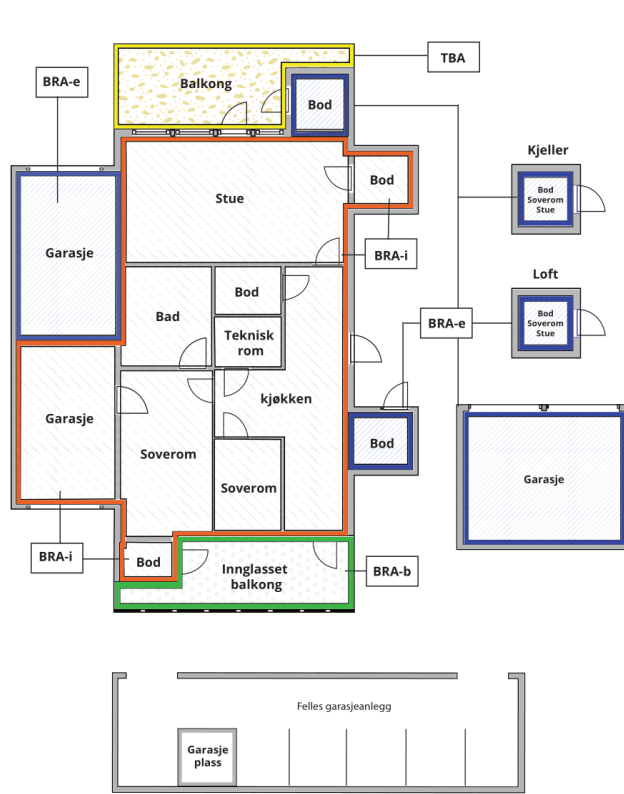 TBA
BRA-e
Balkong
Bod
Kjeller
Bod
Soverom
Stue
Bod
Stue
BRA-i
Garasje
Loft
Bod
Bad
Bod
Soverom
Stue
BRA-e
Teknisk
rom
kjøkken
Garasje
Bod
Soverom
Garasje
Soverom
BRA-i
Bod
Innglasset
balkong
BRA-b
Felles garasjeanlegg
Garasje
plass